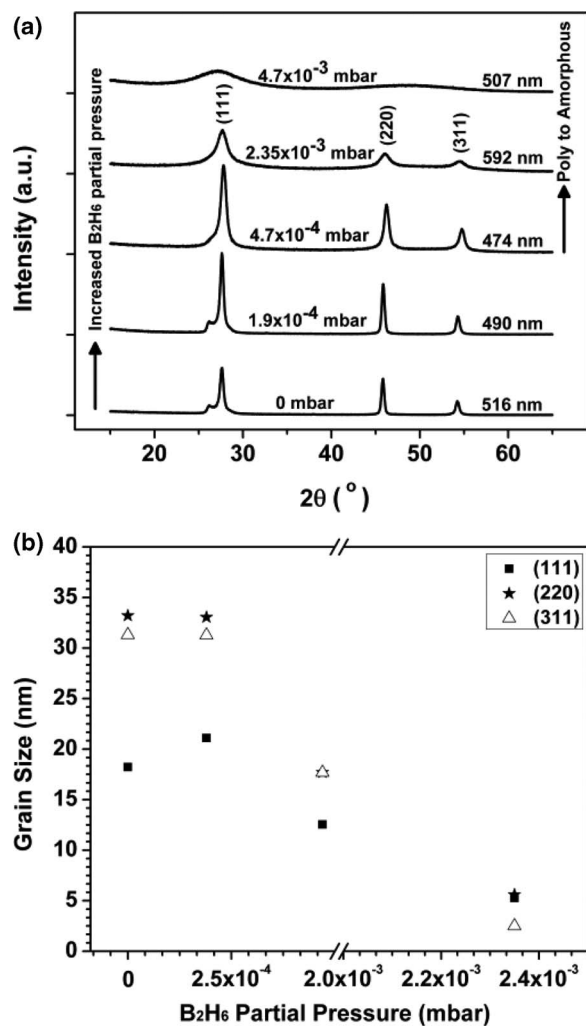 (a)
4.7x10⁻³ mbar
507 nm
(111)
2.35x10⁻³ mbar
(220)
(311)
592 nm
4.7x10⁻⁴ mbar
474 nm
1.9x10⁻⁴ mbar
490 nm
0 mbar
516 nm
Increased B₂H₆ partial pressure
Poly to Amorphous
Intensity (a.u.)
20 30 40 50 60
2θ (°)
(b)
40
35
30
25
20
15
10
5
0
Grain Size (nm)
(111)
(220)
(311)
0 2.5x10⁻⁴ 2.0x10⁻³ 2.2x10⁻³ 2.4x10⁻³
B₂H₆ Partial Pressure (mbar)